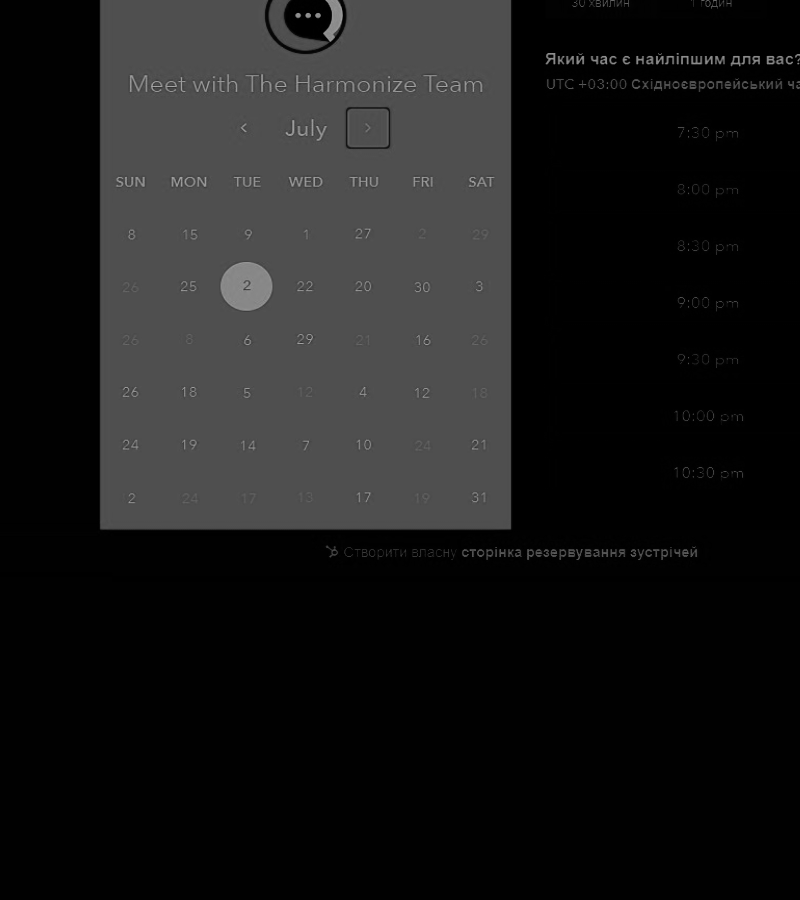 30 хвилин 1 годин
Meet with The Harmonize Team
July
SUN MON TUE WED THU FRI SAT
8 15 9 1 27 2 29
26 25 2 22 20 30 3
26 8 6 29 21 16 26
26 18 5 12 4 12 18
24 19 14 7 10 24 21
2 24 17 13 17 19 31
Який час є найліпшим для вас?
UTC +03:00 Східноєвропейський ча
7:30 pm
8:00 pm
8:30 pm
9:00 pm
9:30 pm
10:00 pm
10:30 pm
Створити власну сторінка резервування зустрічей